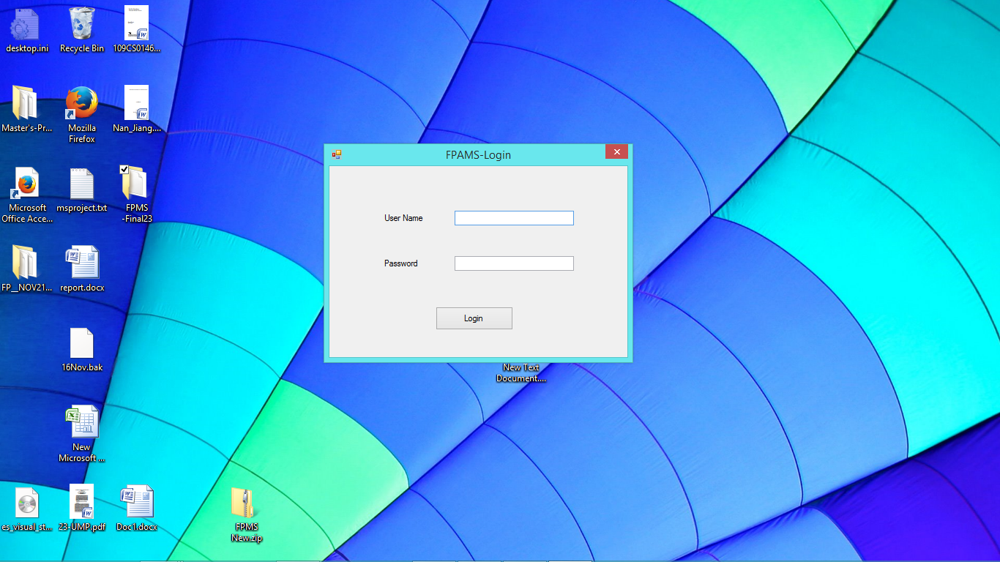 desktop.ini
Recycle Bin
109CS0146...
Master's-Pr...
Mozilla
Firefox
Nan_Jiang....
Microsoft
Office Acce...
msproject.txt
FPMS
-Final23
FP__NOV21...
report.docx
16Nov.bak
New
Microsoft ...
es_visual_st...
23-UMP.pdf
Doc1.docx
FPMS
New.zip
FPAMS-Login
User Name
Password
Login
New Text
Document....